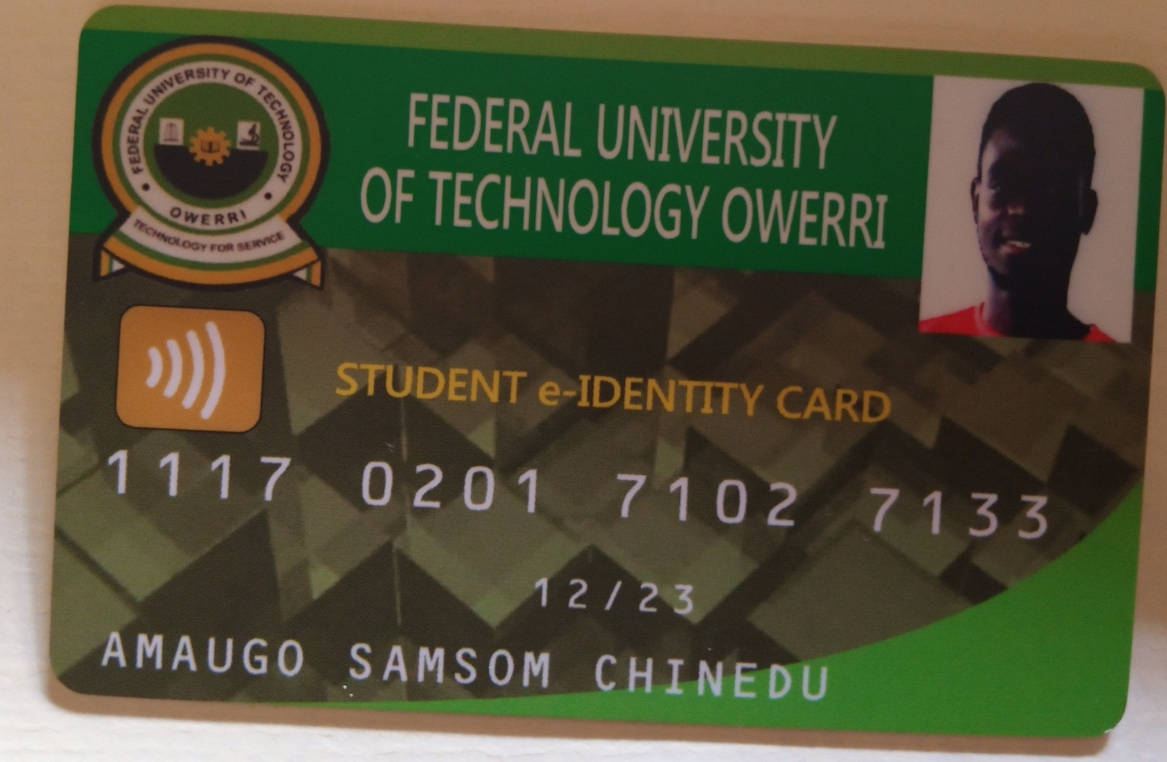 FEDERAL UNIVERSITY OF TECHNOLOGY
OWERRI
TECHNOLOGY FOR SERVICE
FEDERAL UNIVERSITY
OF TECHNOLOGY OWERRI
STUDENT e-IDENTITY CARD
1117 0201 7102 7133
12/23
AMAUGO SAMSOM CHINEDU